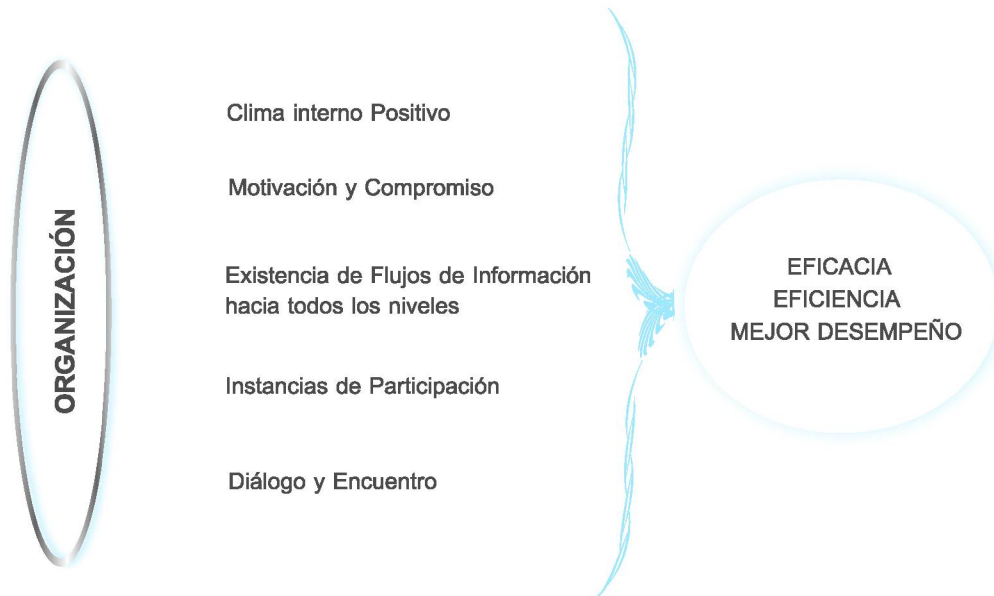 ORGANIZACIÓN
Clima interno Positivo
Motivación y Compromiso
Existencia de Flujos de Información
hacia todos los niveles
Instancias de Participación
Diálogo y Encuentro
EFICACIA
EFICIENCIA
MEJOR DESEMPEÑO